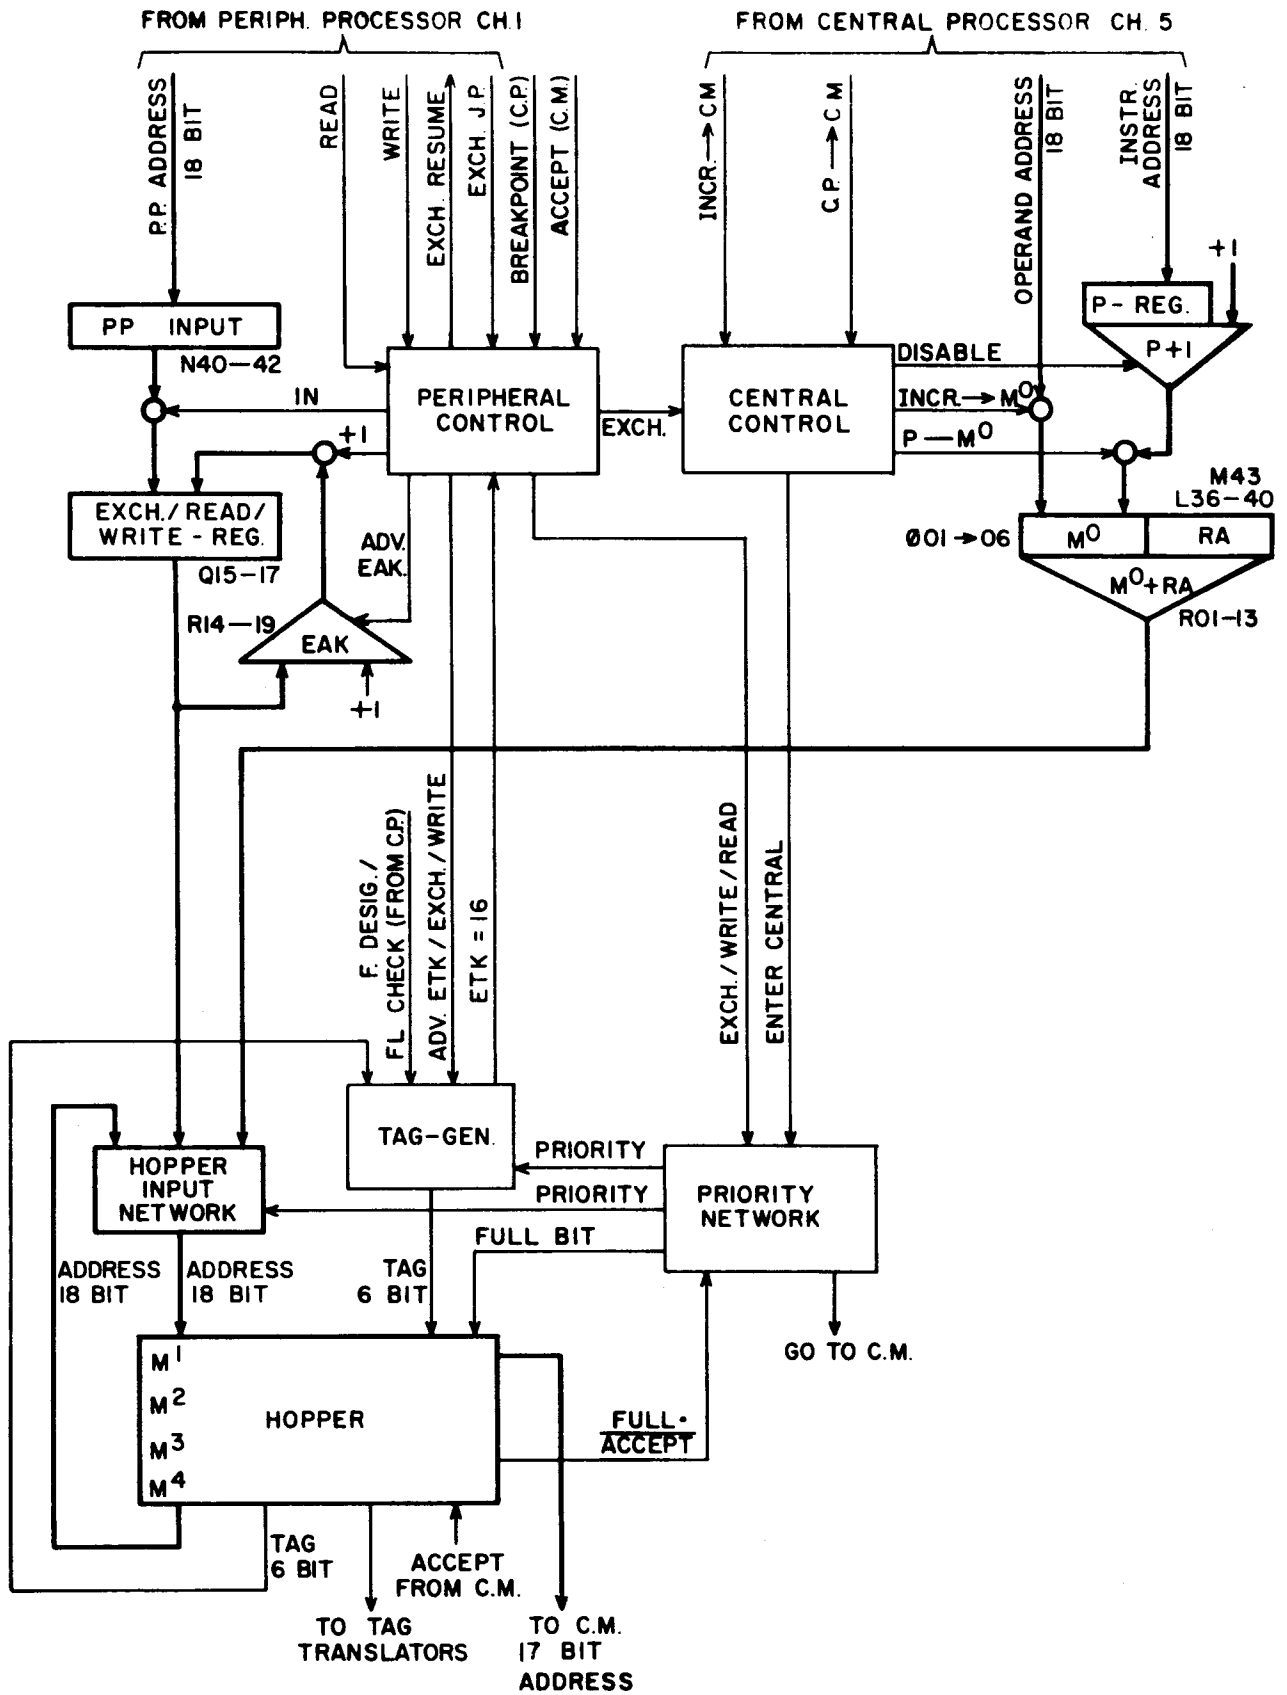 FROM PERIPH. PROCESSOR CH.1
FROM CENTRAL PROCESSOR CH. 5
P.P. ADDRESS
18 BIT
READ
WRITE
EXCH. RESUME
EXCH. J.P.
BREAKPOINT (C.P.)
ACCEPT (C.M.)
INCR.→CM
C.P.→CM
OPERAND ADDRESS
18 BIT
INSTR.
ADDRESS
18 BIT
+1
PP INPUT
N40-42
P- REG.
P+1
IN
PERIPHERAL
CONTROL
EXCH.
CENTRAL
CONTROL
DISABLE
INCR.→M⁰
P—M⁰
+1
EXCH./READ/
WRITE - REG.
Q15-17
ADV.
EAK.
M43
L36-40
Ø01→06
M⁰
RA
M⁰+RA
R01-13
R14-19
EAK
+1
F. DESIG./
FL CHECK (FROM C.P.)
ADV. ETK / EXCH. / WRITE
ETK = 16
EXCH./WRITE/READ
ENTER CENTRAL
TAG-GEN.
HOPPER
INPUT
NETWORK
PRIORITY
PRIORITY
PRIORITY
NETWORK
FULL BIT
ADDRESS
18 BIT
ADDRESS
18 BIT
TAG
6 BIT
GO TO C.M.
M¹
M²
M³
M⁴
HOPPER
FULL·
ACCEPT
TAG
6 BIT
ACCEPT
FROM C.M.
TO TAG
TRANSLATORS
TO C.M.
17 BIT
ADDRESS